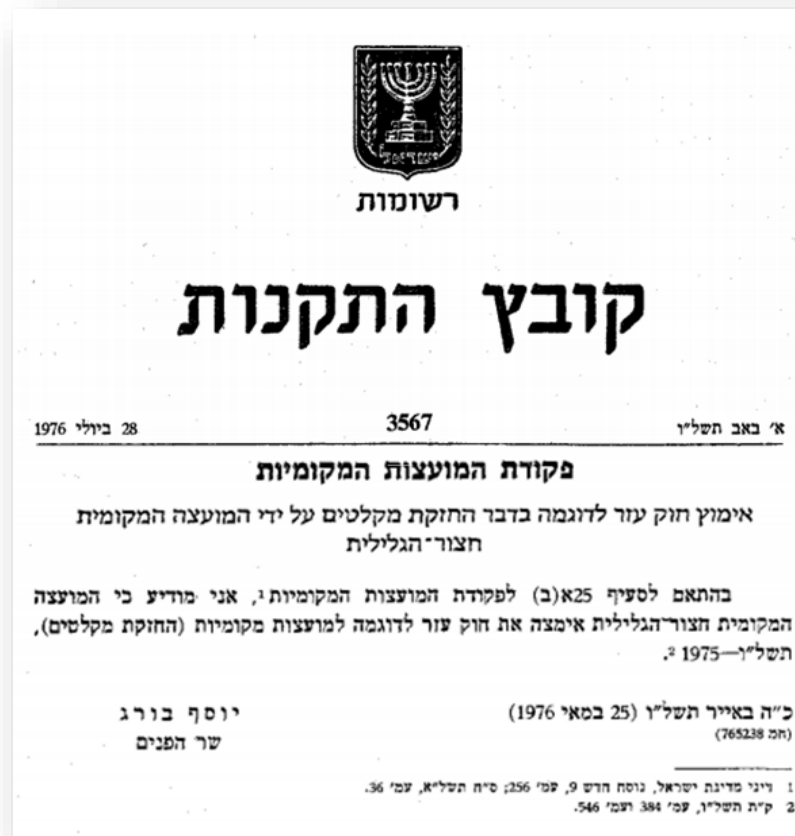 ישראל
רשומות
קובץ התקנות
א׳ באב תשל״ו 3567 28 ביולי 1976
פקודת המועצות המקומיות
אימוץ חוק עזר לדוגמה בדבר החזקת מקלטים על ידי המועצה המקומית
חצור־הגלילית
בהתאם לסעיף 25א(ב) לפקודת המועצות המקומיות¹, אני מודיע כי המועצה
המקומית חצור־הגלילית אימצה את חוק עזר לדוגמה למועצות מקומיות (החזקת מקלטים),
תשל״ו—1975 ².
כ״ה באייר תשל״ו (25 במאי 1976) יוסף בורג
(חמ 765238) שר הפנים
1 דיני מדינת ישראל, נוסח חדש 9, עמ׳ 256; ס״ח תשל״א, עמ׳ 36.
2 ק״ת תשל״ו, עמ׳ 384 ועמ׳ 546.